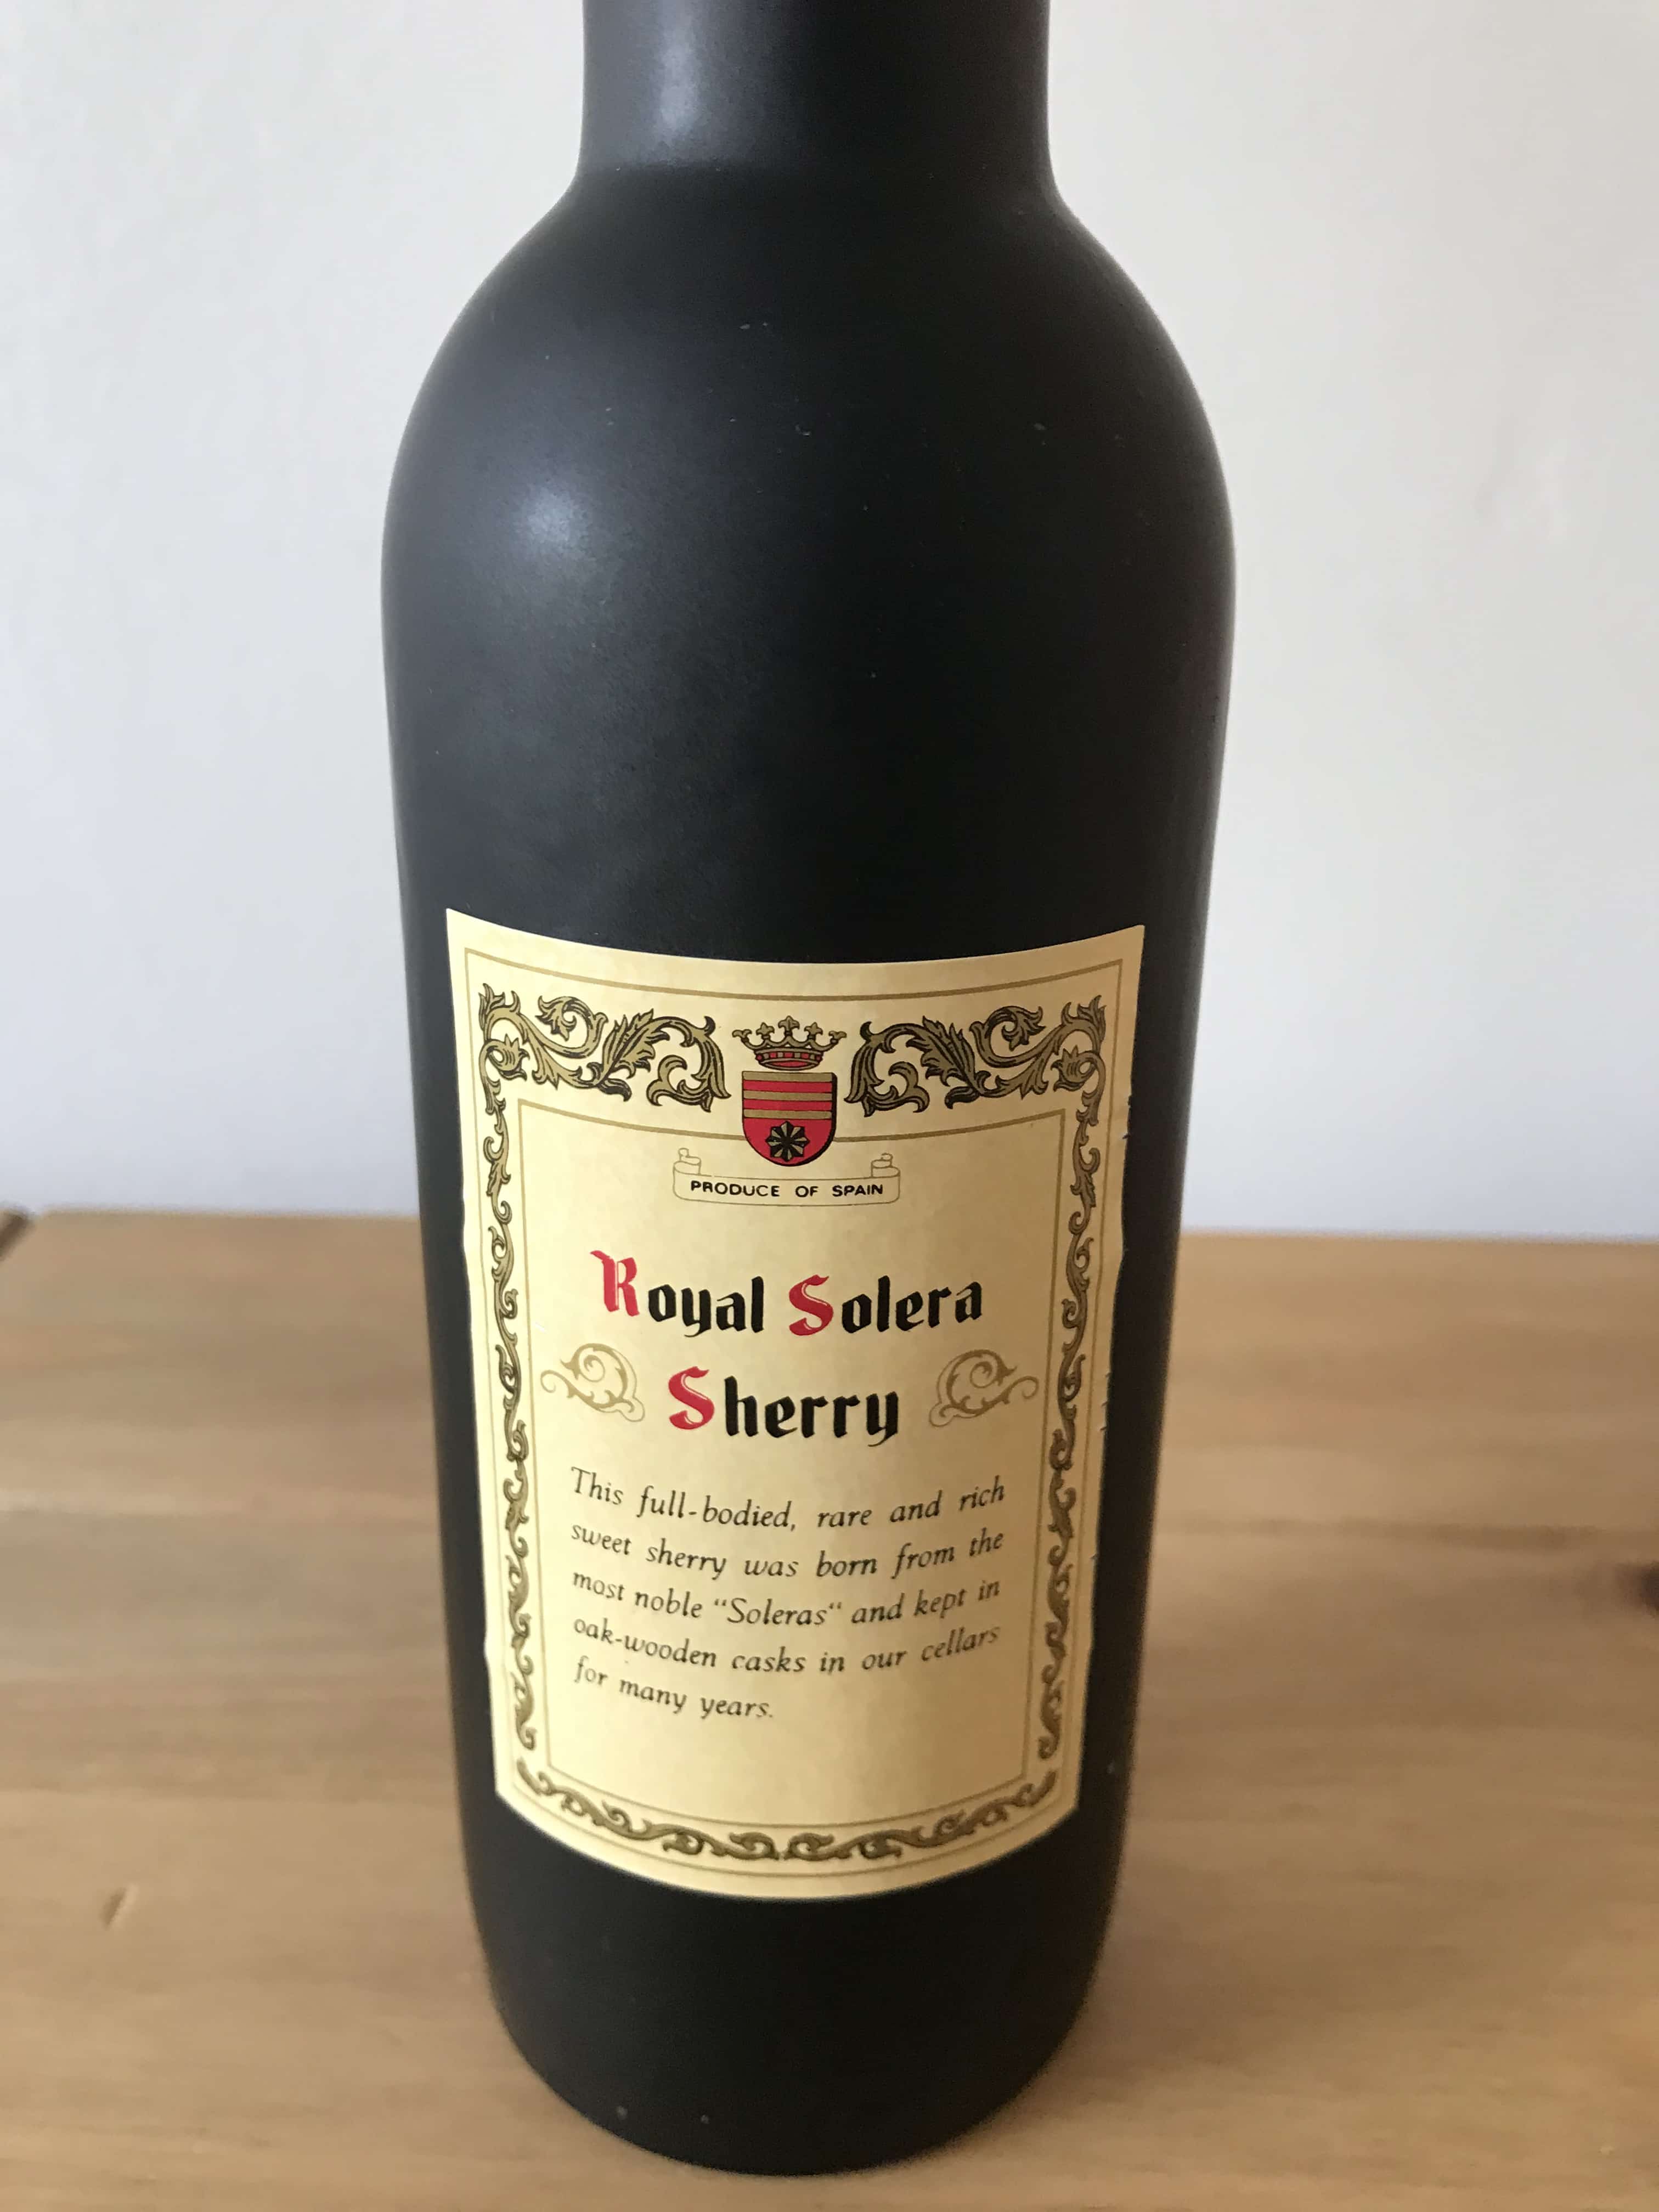 PRODUCE OF SPAIN
Royal Solera
Sherry
This full-bodied, rare and rich
sweet sherry was born from the
most noble “Soleras“ and kept in
oak-wooden casks in our cellars
for many years.